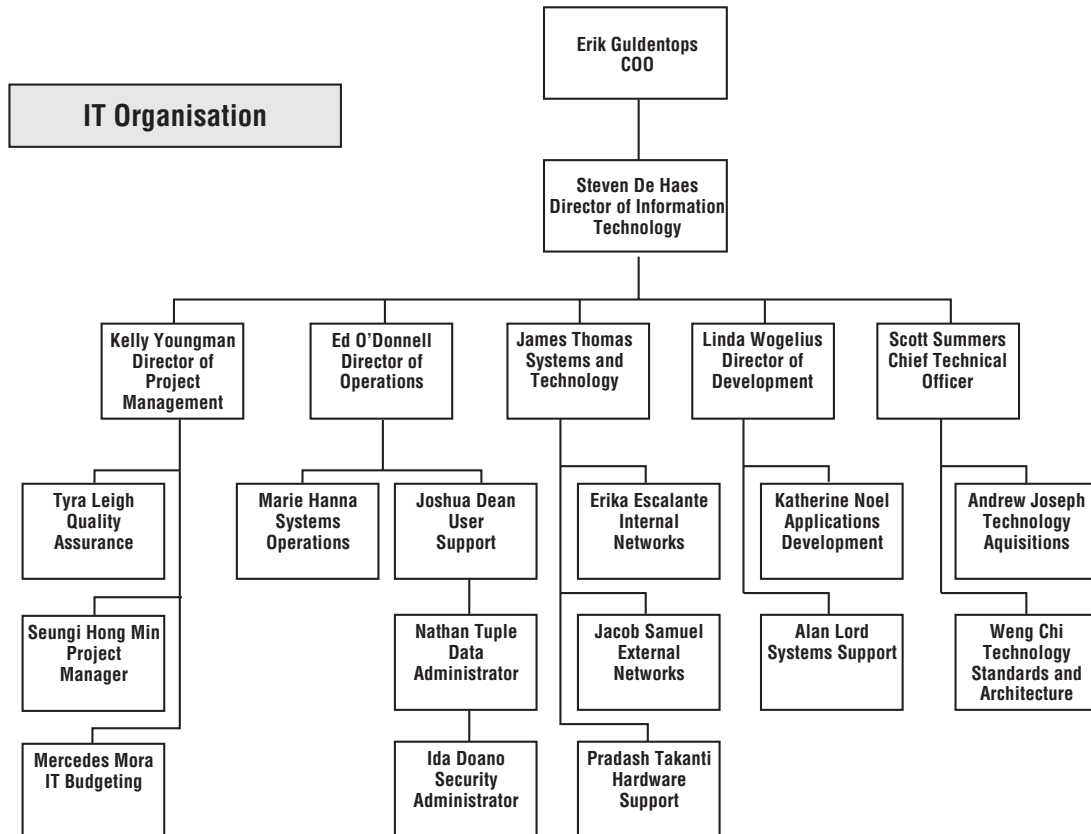 Erik Guldentops
COO
IT Organisation
Steven De Haes
Director of Information
Technology
Kelly Youngman
Director of
Project
Management
Ed O'Donnell
Director of
Operations
James Thomas
Systems and
Technology
Linda Wogelius
Director of
Development
Scott Summers
Chief Technical
Officer
Tyra Leigh
Quality
Assurance
Marie Hanna
Systems
Operations
Joshua Dean
User
Support
Erika Escalante
Internal
Networks
Katherine Noel
Applications
Development
Andrew Joseph
Technology
Aquisitions
Seungi Hong Min
Project
Manager
Nathan Tuple
Data
Administrator
Jacob Samuel
External
Networks
Alan Lord
Systems Support
Weng Chi
Technology
Standards and
Architecture
Mercedes Mora
IT Budgeting
Ida Doano
Security
Administrator
Pradash Takanti
Hardware
Support